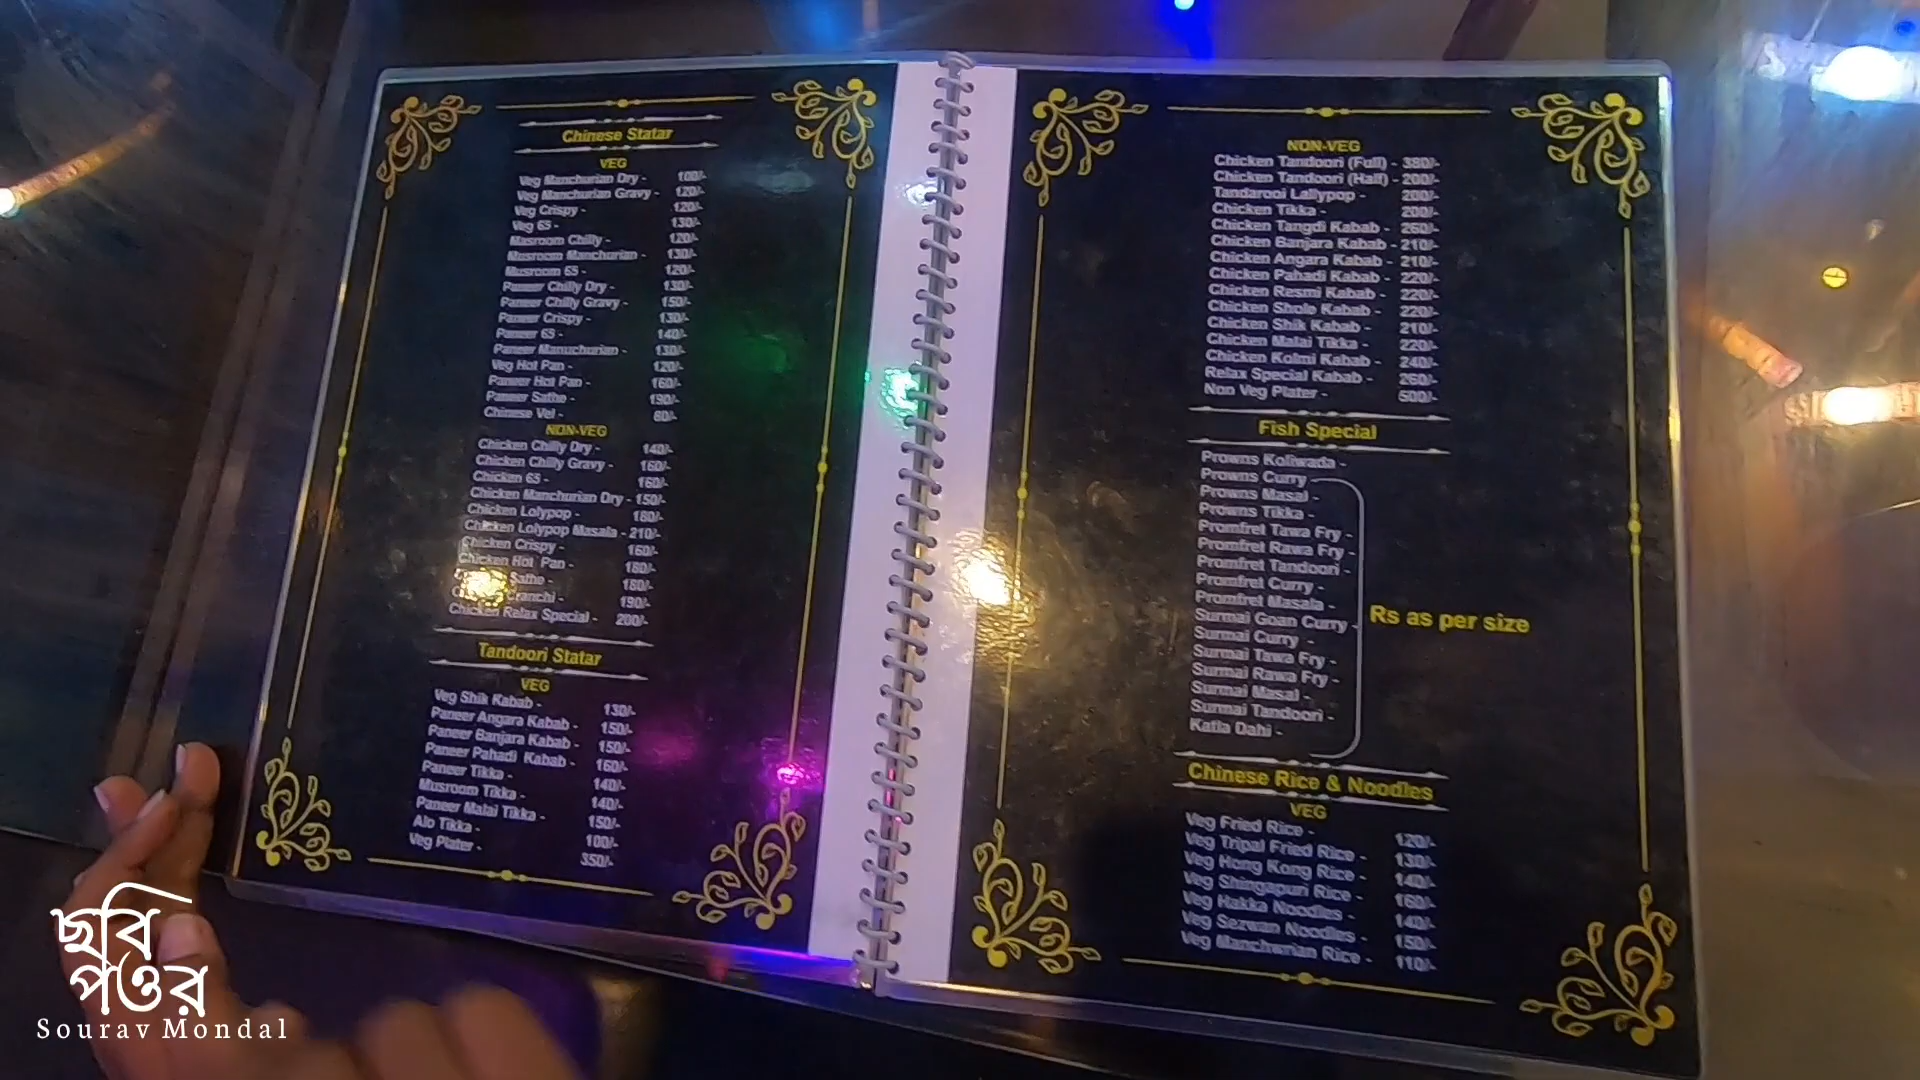 Chinese Statar
VEG
Veg Manchurian Dry - 100/-
Veg Manchurian Gravy - 120/-
Veg Crispy - 120/-
Veg 65 - 130/-
Masroom Chilly - 120/-
Musroom Manchurian - 130/-
Musroom 65 - 120/-
Paneer Chilly Dry - 130/-
Paneer Chilly Gravy - 150/-
Paneer Crispy - 130/-
Paneer 65 - 140/-
Paneer Manuchurian - 130/-
Veg Hot Pan - 120/-
Paneer Hot Pan - 160/-
Paneer Sathe - 190/-
Chinese Vel - 80/-
NON-VEG
Chicken Chilly Dry - 140/-
Chicken Chilly Gravy - 160/-
Chicken 65 - 160/-
Chicken Manchurian Dry - 150/-
Chicken Lolypop - 180/-
Chicken Lolypop Masala - 210/-
Chicken Crispy - 160/-
Chicken Hot Pan - 180/-
Sathe - 180/-
Cranchi - 190/-
Chicken Relax Special - 200/-
Tandoori Statar
VEG
Veg Shik Kabab - 130/-
Paneer Angara Kabab - 150/-
Paneer Banjara Kabab - 150/-
Paneer Pahadi Kabab - 160/-
Paneer Tikka - 140/-
Musroom Tikka - 140/-
Paneer Malai Tikka - 150/-
Alo Tikka - 100/-
Veg Plater - 350/-
NON-VEG
Chicken Tandoori (Full) - 380/-
Chicken Tandoori (Half) - 200/-
Tandarooi Lallypop - 200/-
Chicken Tikka - 200/-
Chicken Tangdi Kabab - 260/-
Chicken Banjara Kabab - 210/-
Chicken Angara Kabab - 210/-
Chicken Pahadi Kabab - 220/-
Chicken Resmi Kabab - 220/-
Chicken Shole Kabab - 220/-
Chicken Shik Kabab - 210/-
Chicken Malai Tikka - 220/-
Chicken Kolmi Kabab - 240/-
Relax Special Kabab - 260/-
Non Veg Plater - 500/-
Fish Special
Prowns Koliwada -
Prowns Curry
Prowns Masal -
Prowns Tikka -
Promfret Tawa Fry -
Promfret Rawa Fry -
Promfret Tandoori -
Promfret Curry -
Promfret Masala -
Surmai Goan Curry -
Surmai Curry -
Surmai Tawa Fry -
Surmai Rawa Fry -
Surmai Masal -
Surmai Tandoori -
Katla Dahi -
Rs as per size
Chinese Rice & Noodles
VEG
Veg Fried Rice - 120/-
Veg Tripal Fried Rice - 130/-
Veg Hong Kong Rice - 140/-
Veg Shingapuri Rice - 160/-
Veg Hakka Noodles - 140/-
Veg Sezwan Noodles - 150/-
Veg Manchurian Rice - 110/-
ছবি
পওর
Sourav Mondal